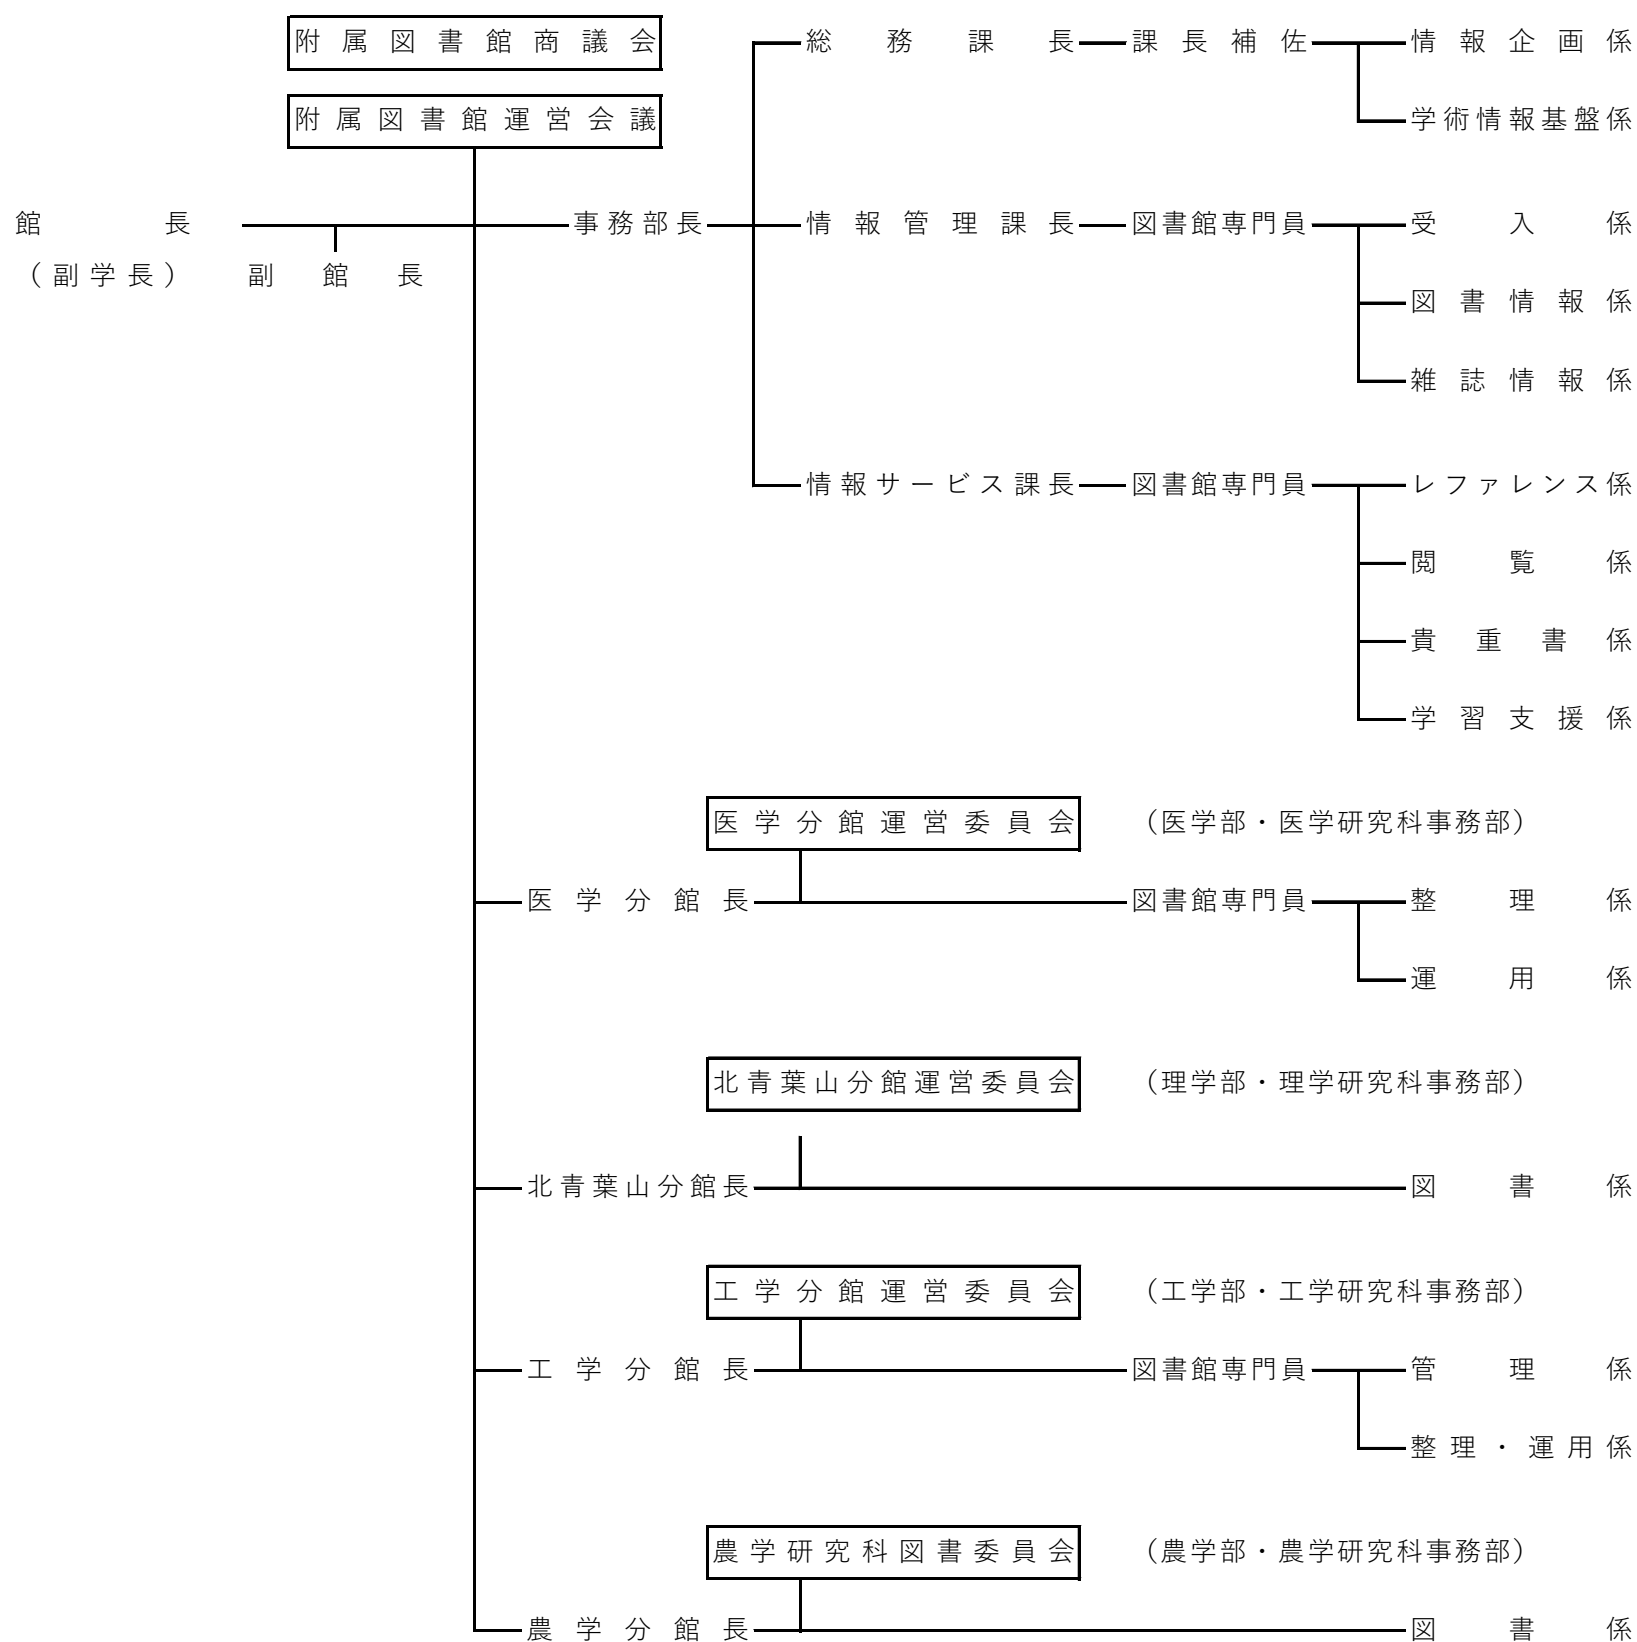 附属図書館商議会
総務課長 課長補佐 情報企画係
附属図書館運営会議 学術情報基盤係
館長 事務部長 情報管理課長 図書館専門員 受入係
（副学長） 副館長
図書情報係
雑誌情報係
情報サービス課長 図書館専門員 レファレンス係
閲覧係
貴重書係
学習支援係
医学分館運営委員会 （医学部・医学研究科事務部）
医学分館長 図書館専門員 整理係
運用係
北青葉山分館運営委員会 （理学部・理学研究科事務部）
北青葉山分館長 図書係
工学分館運営委員会 （工学部・工学研究科事務部）
工学分館長 図書館専門員 管理係
整理・運用係
農学研究科図書委員会 （農学部・農学研究科事務部）
農学分館長 図書係